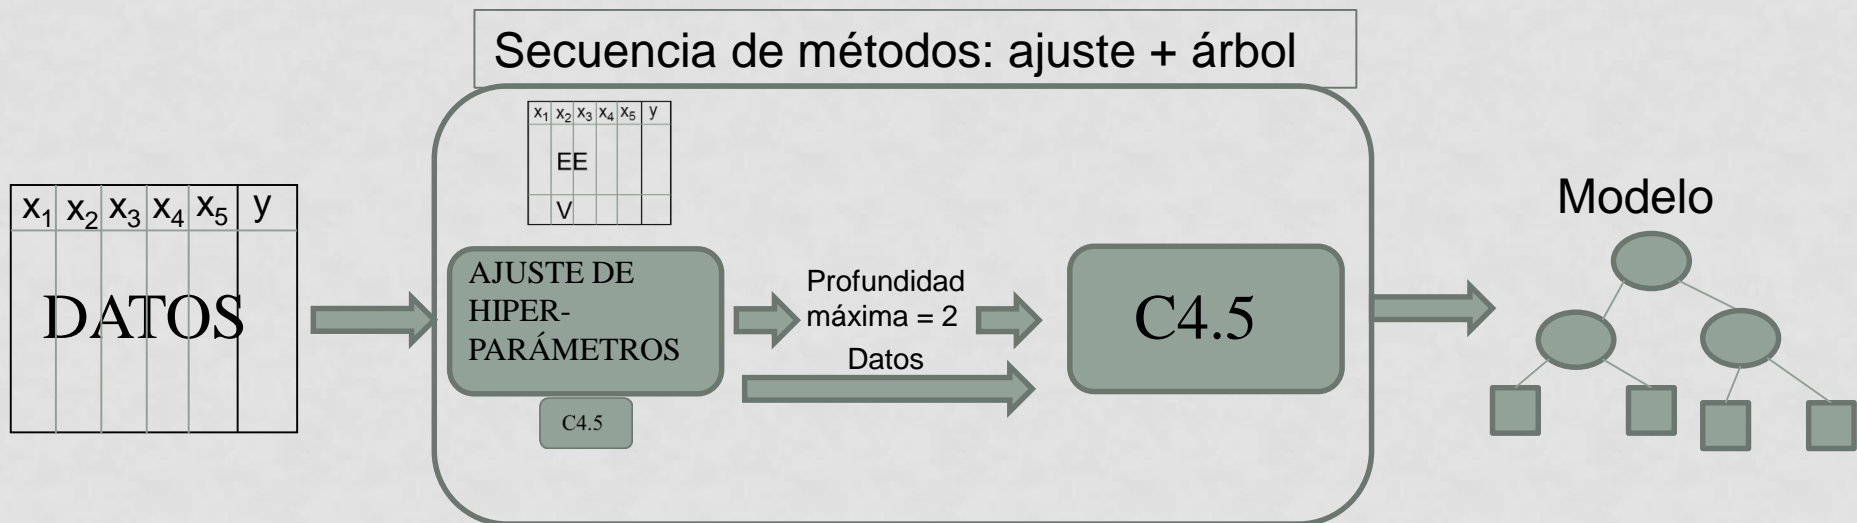 Secuencia de métodos: ajuste + árbol
x₁ x₂ x₃ x₄ x₅ y
EE
V
x₁ x₂ x₃ x₄ x₅ y
DATOS
AJUSTE DE
HIPER-
PARÁMETROS
C4.5
Profundidad
máxima = 2
Datos
C4.5
Modelo